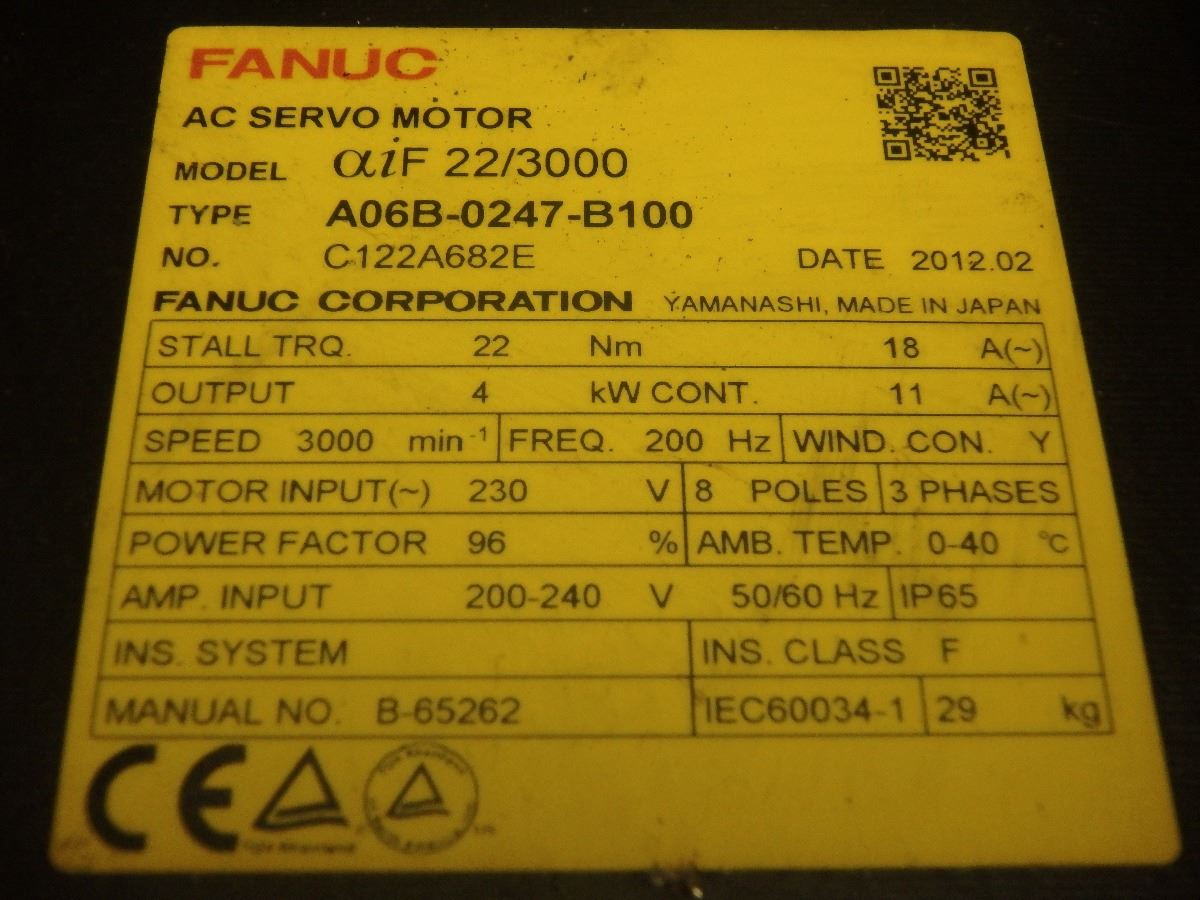 FANUC
AC SERVO MOTOR
MODEL αiF 22/3000
TYPE A06B-0247-B100
NO. C122A682E DATE 2012.02
FANUC CORPORATION YAMANASHI, MADE IN JAPAN
STALL TRQ. 22 Nm 18 A(~)
OUTPUT 4 kW CONT. 11 A(~)
SPEED 3000 min⁻¹ FREQ. 200 Hz WIND. CON. Y
MOTOR INPUT(~) 230 V 8 POLES 3 PHASES
POWER FACTOR 96 % AMB. TEMP. 0-40 °C
AMP. INPUT 200-240 V 50/60 Hz IP65
INS. SYSTEM INS. CLASS F
MANUAL NO. B-65262 IEC60034-1 29 kg
CE